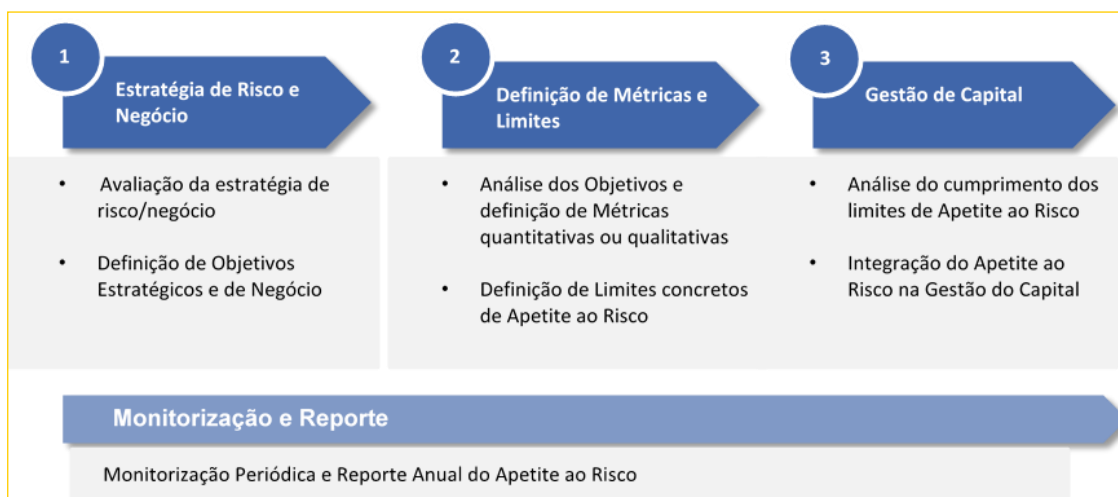 1
Estratégia de Risco e
Negócio
• Avaliação da estratégia de
risco/negócio
• Definição de Objetivos
Estratégicos e de Negócio
2
Definição de Métricas e
Limites
• Análise dos Objetivos e
definição de Métricas
quantitativas ou qualitativas
• Definição de Limites concretos
de Apetite ao Risco
3
Gestão de Capital
• Análise do cumprimento dos
limites de Apetite ao Risco
• Integração do Apetite ao
Risco na Gestão do Capital
Monitorização e Reporte
Monitorização Periódica e Reporte Anual do Apetite ao Risco